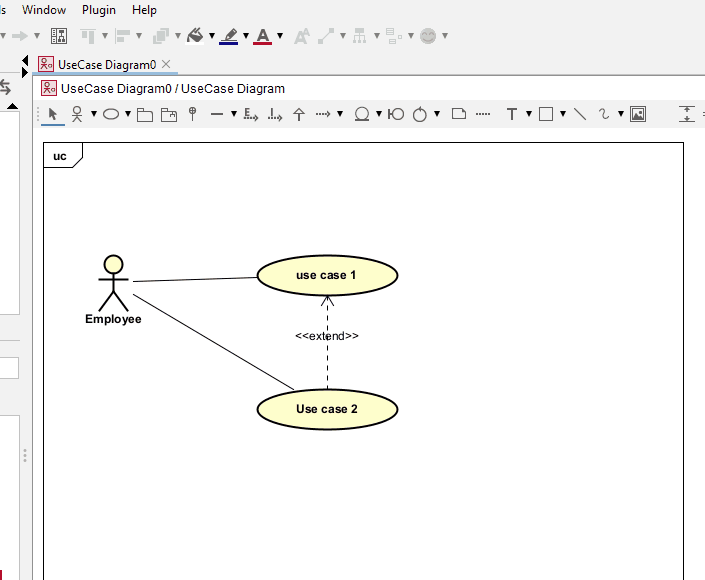 Window Plugin Help
UseCase Diagram0
UseCase Diagram0 / UseCase Diagram
uc
use case 1
Employee
<<extend>>
Use case 2